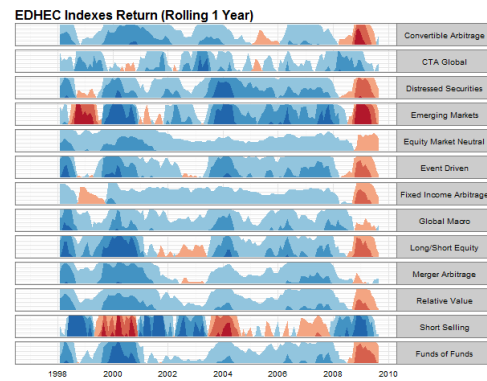 EDHEC Indexes Return (Rolling 1 Year)
Convertible Arbitrage
CTA Global
Distressed Securities
Emerging Markets
Equity Market Neutral
Event Driven
Fixed Income Arbitrage
Global Macro
Long/Short Equity
Merger Arbitrage
Relative Value
Short Selling
Funds of Funds
1998 2000 2002 2004 2006 2008 2010